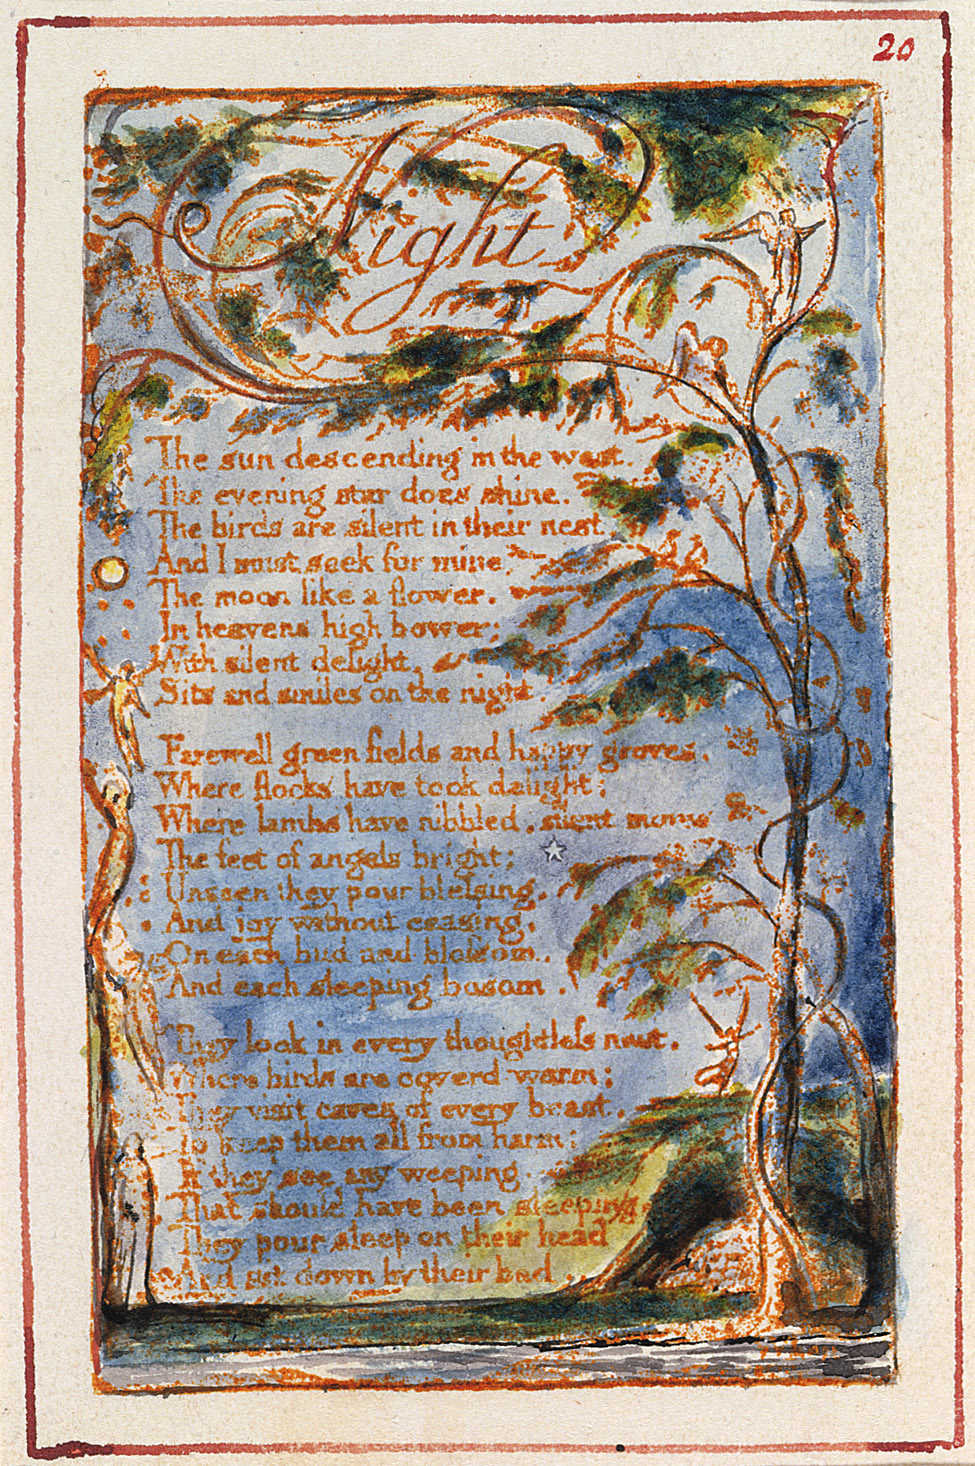 20
Night
The sun descending in the west.
The evening star does shine.
The birds are silent in their nest.
And I must seek for mine.
The moon like a flower.
In heavens high bower;
With silent delight,
Sits and smiles on the night.
Farewell green fields and happy groves,
Where flocks have took delight;
Where lambs have nibbled, silent moves
The feet of angels bright;
Unseen they pour blessing,
And joy without ceasing,
On each bud and blossom,
And each sleeping bosom.
They look in every thoughtless nest,
Where birds are coverd warm;
They visit caves of every beast,
To keep them all from harm;
If they see any weeping,
That should have been sleeping
They pour sleep on their head
And sit down by their bed.